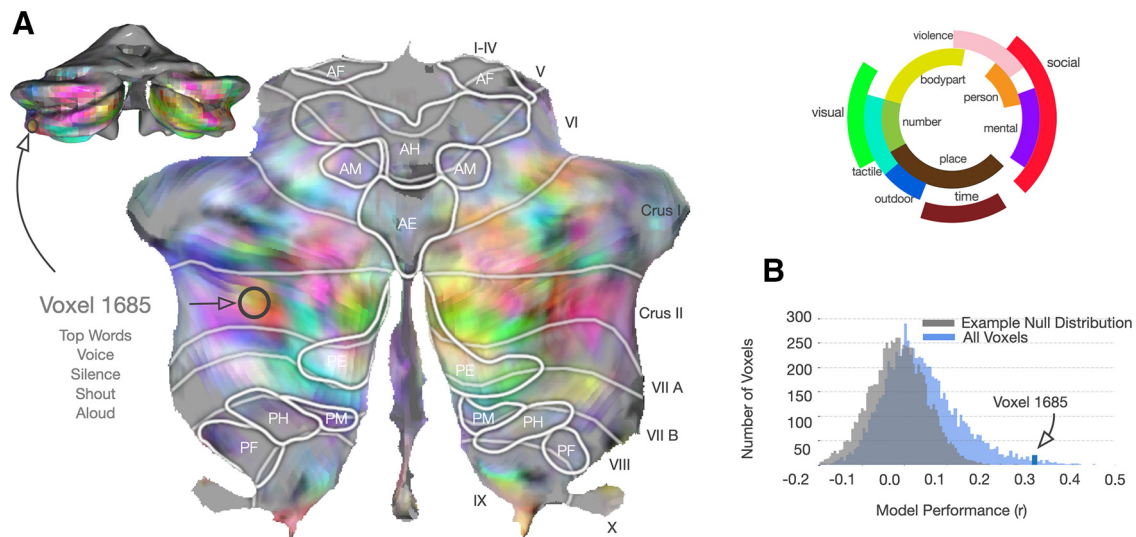 A
I-IV
AF
AF
V
VI
AH
AM
AM
AE
Crus I
Crus II
Voxel 1685
Top Words
Voice
Silence
Shout
Aloud
PE
PE
VII A
PH
PM
PM
PH
VII B
PF
PF
VIII
IX
X
violence
social
bodypart
person
visual
number
mental
place
tactile
outdoor
time
B
300
Example Null Distribution
250
All Voxels
200
150
Voxel 1685
100
50
Number of Voxels
-0.2
-0.1
0.0
0.1
0.2
0.3
0.4
0.5
Model Performance (r)